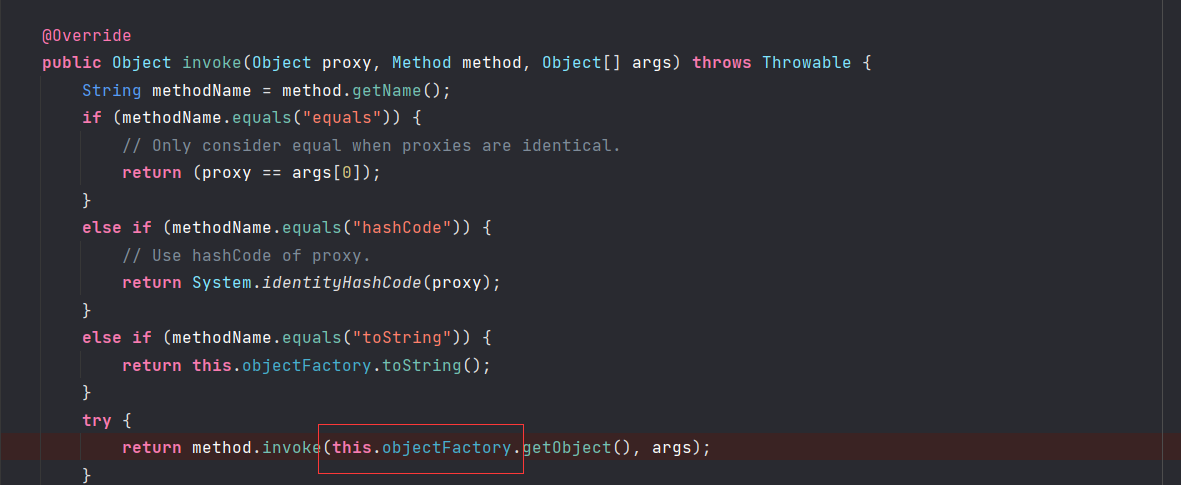 @Override
public Object invoke(Object proxy, Method method, Object[] args) throws Throwable {
String methodName = method.getName();
if (methodName.equals("equals")) {
// Only consider equal when proxies are identical.
return (proxy == args[0]);
}
else if (methodName.equals("hashCode")) {
// Use hashCode of proxy.
return System.identityHashCode(proxy);
}
else if (methodName.equals("toString")) {
return this.objectFactory.toString();
}
try {
return method.invoke(this.objectFactory.getObject(), args);
}